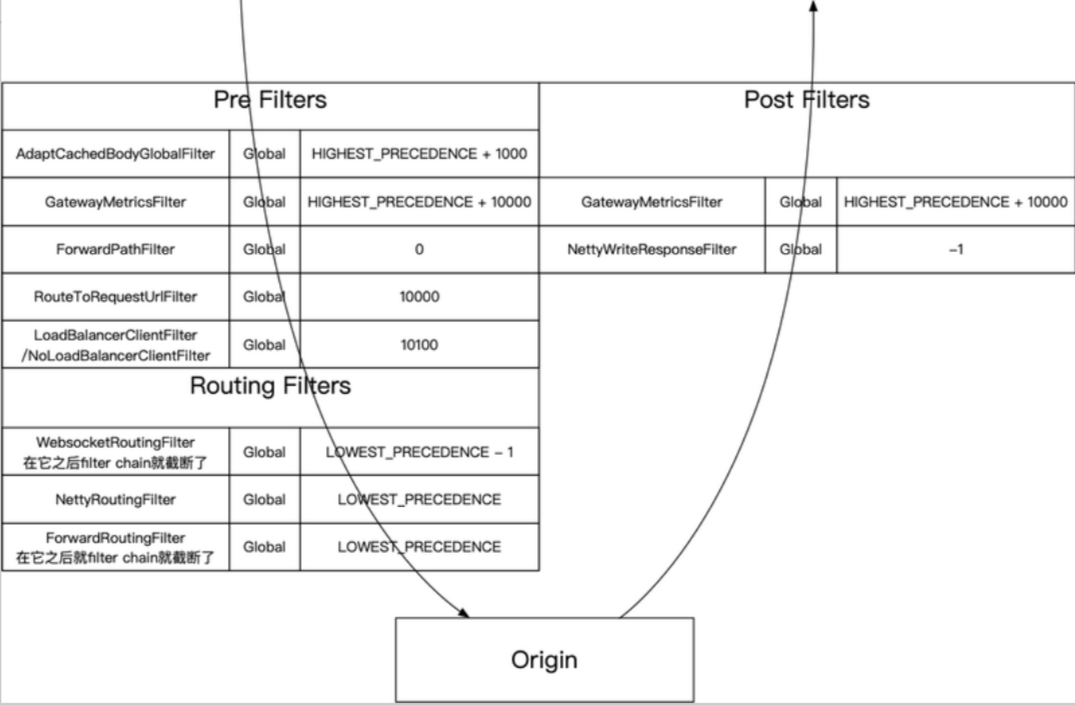 Pre Filters
Post Filters
AdaptCachedBodyGlobalFilter Global HIGHEST_PRECEDENCE + 1000
GatewayMetricsFilter Global HIGHEST_PRECEDENCE + 10000
GatewayMetricsFilter Global HIGHEST_PRECEDENCE + 10000
ForwardPathFilter Global 0
NettyWriteResponseFilter Global -1
RouteToRequestUrlFilter Global 10000
LoadBalancerClientFilter
/NoLoadBalancerClientFilter Global 10100
Routing Filters
WebsocketRoutingFilter
在它之后filter chain就截断了 Global LOWEST_PRECEDENCE - 1
NettyRoutingFilter Global LOWEST_PRECEDENCE
ForwardRoutingFilter
在它之后就filter chain就截断了 Global LOWEST_PRECEDENCE
Origin